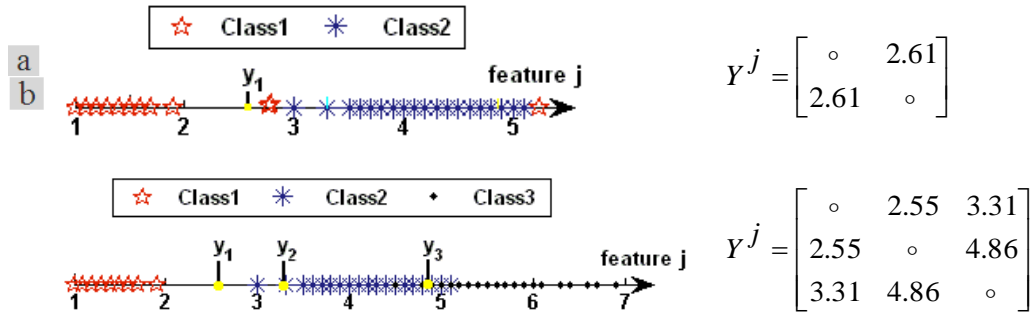 Class1 Class2
a
b
y1
feature j
1 2 3 4 5
Y^j = [∘ 2.61
2.61 ∘]
Class1 Class2 Class3
y1 y2 y3
feature j
1 2 3 4 5 6 7
Y^j = [∘ 2.55 3.31
2.55 ∘ 4.86
3.31 4.86 ∘]